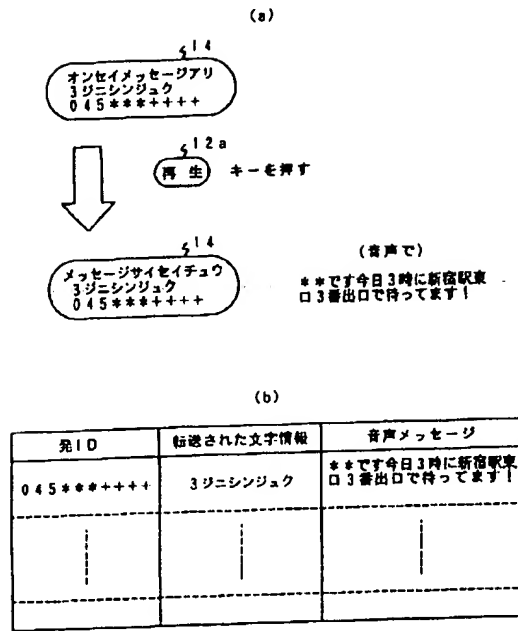 (a)
14
オンセイメッセージアリ
3ジニシンジュク
045***++++
12a
再生 キーを押す
14
メッセージサイセイチュウ
3ジニシンジュク
045***++++
(音声で)
**です今日3時に新宿駅東
口3番出口で待ってます!
(b)
発ID 転送された文字情報 音声メッセージ
045***++++ 3ジニシンジュク **です今日3時に新宿駅東
口3番出口で待ってます!